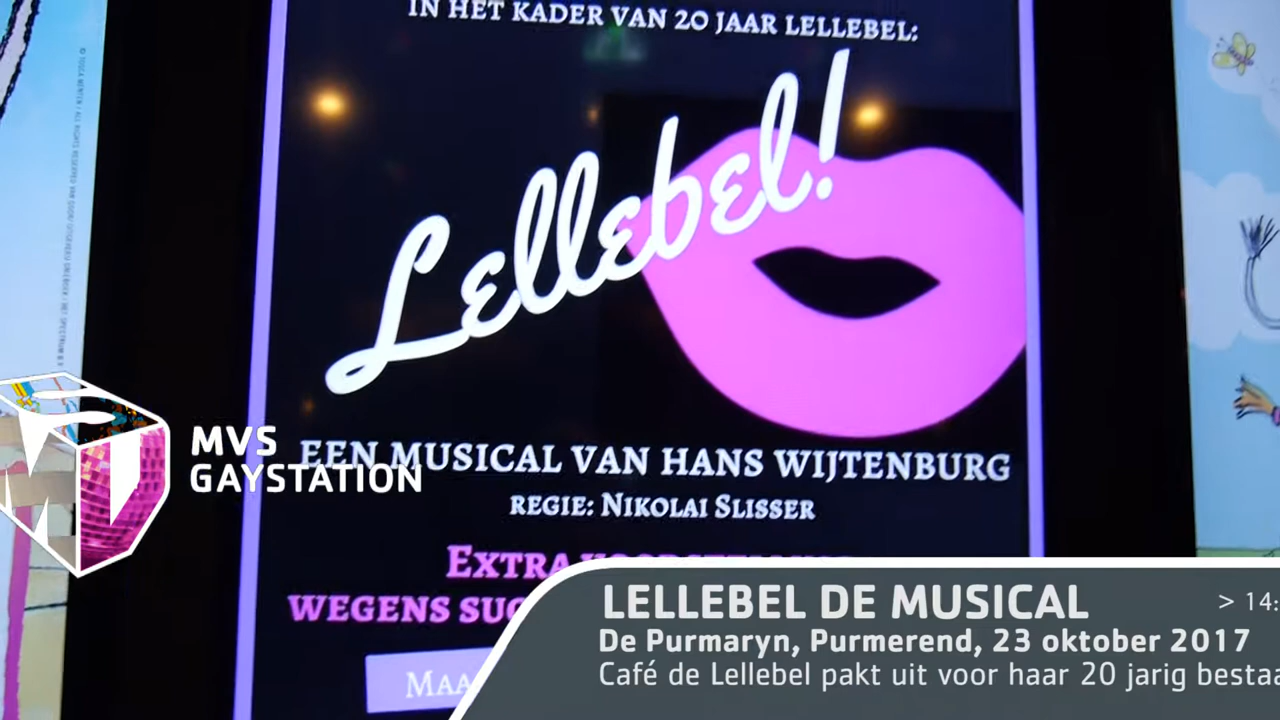 IN HET KADER VAN 20 JAAR LELLEBEL:
Lellebel!
EEN MUSICAL VAN HANS WIJTENBURG
REGIE: NIKOLAI SLISSER
EXTRA
WEGENS
MVS
GAYSTATION
LELLEBEL DE MUSICAL
> 14:
De Purmaryn, Purmerend, 23 oktober 2017
Café de Lellebel pakt uit voor haar 20 jarig bestaa